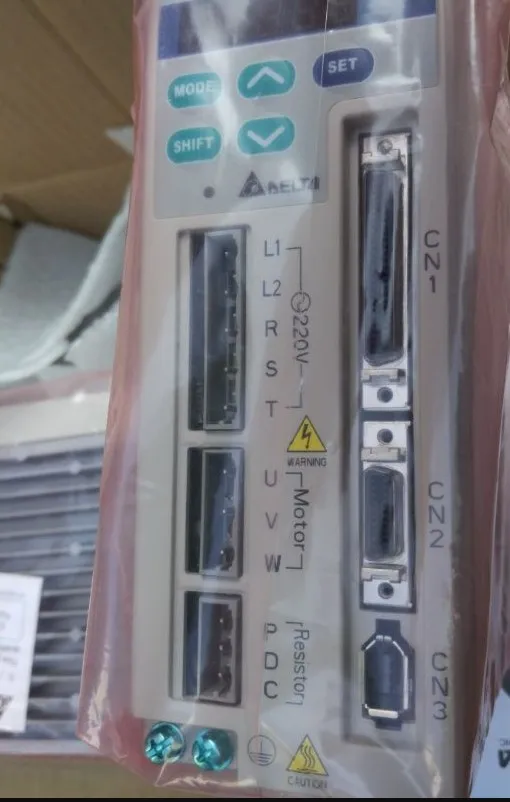 MODE
SET
SHIFT
DELTA
CN1
L1
L2
R
S
T
220V
WARNING
U
V
W
Motor
CN2
P
D
C
Resistor
CN3
CAUTION